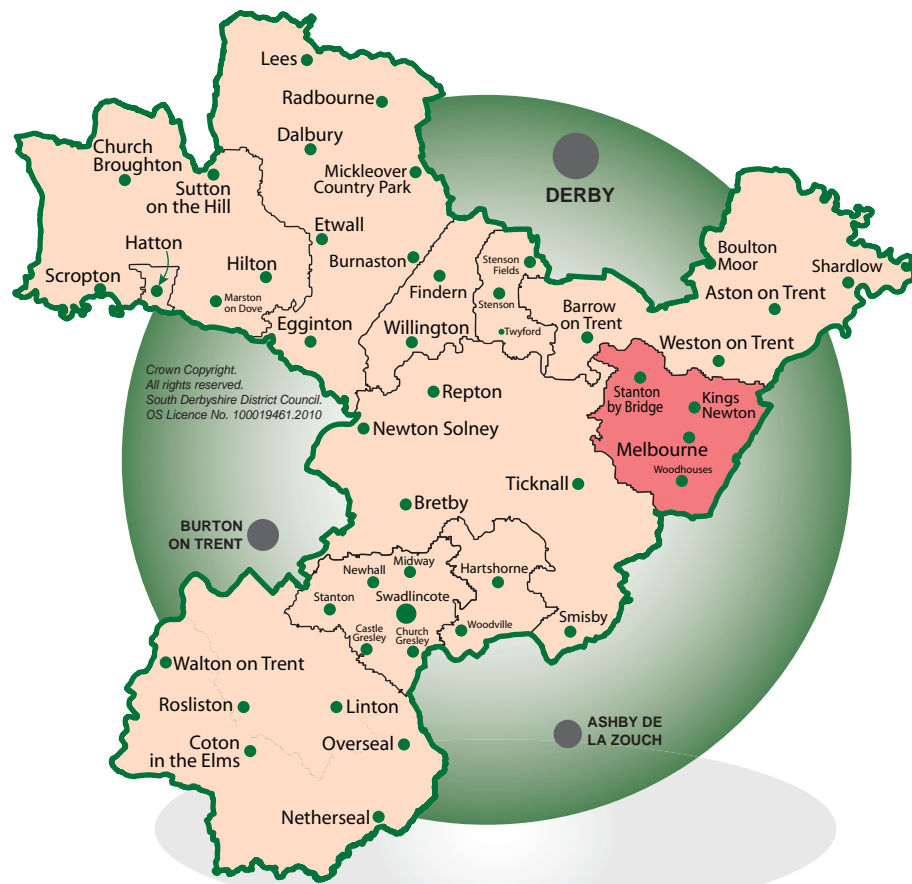 Lees
Radbourne
Dalbury
Church
Broughton
Mickleover
Country Park
Sutton
on the Hill
DERBY
Etwall
Hatton
Burnaston
Stenson
Fields
Boulton
Moor
Shardlow
Scropton
Hilton
Findern
Stenson
Aston on Trent
Marston
on Dove
Barrow
on Trent
Egginton
Willington
Twyford
Weston on Trent
Crown Copyright.
All rights reserved.
South Derbyshire District Council.
OS Licence No. 100019461.2010
Repton
Stanton
by Bridge
Kings
Newton
Newton Solney
Melbourne
Woodhouses
Ticknall
Bretby
BURTON
ON TRENT
Midway
Newhall
Hartshorne
Stanton
Swadlincote
Smisby
Woodville
Castle
Gresley
Church
Gresley
Walton on Trent
Rosliston
Linton
ASHBY DE
LA ZOUCH
Coton
in the Elms
Overseal
Netherseal